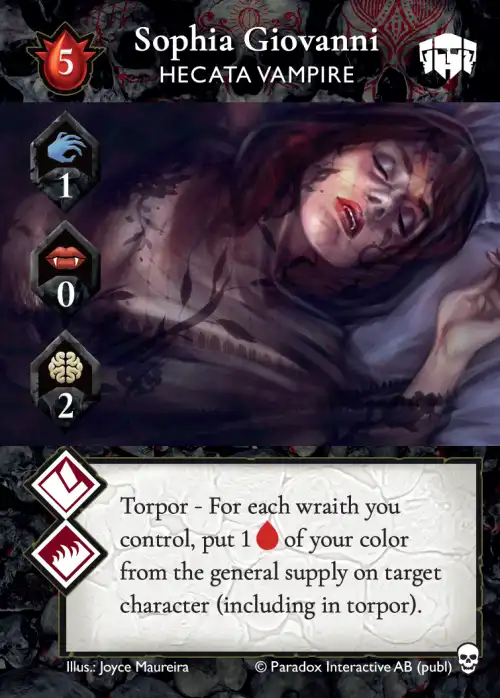 5
Sophia Giovanni
HECATA VAMPIRE
1
0
2
Torpor - For each wraith you
control, put 1 of your color
from the general supply on target
character (including in torpor).
Illus.: Joyce Maureira © Paradox Interactive AB (publ)